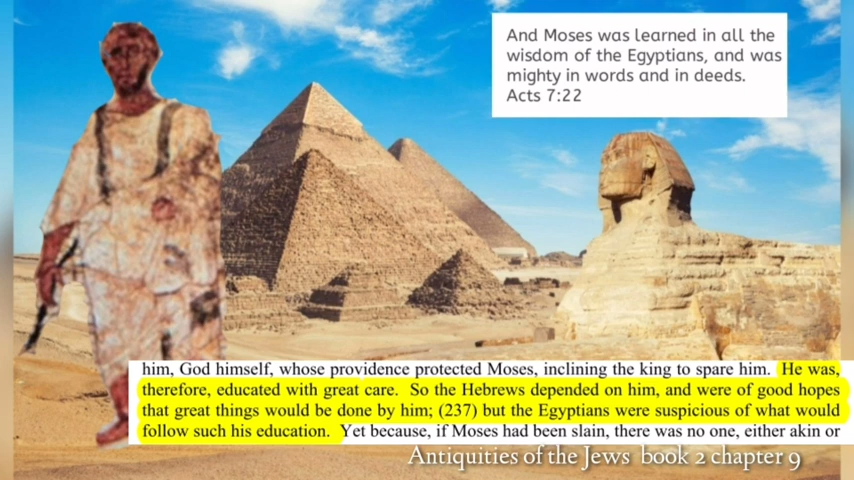 And Moses was learned in all the
wisdom of the Egyptians, and was
mighty in words and in deeds.
Acts 7:22
him, God himself, whose providence protected Moses, inclining the king to spare him. He was,
therefore, educated with great care. So the Hebrews depended on him, and were of good hopes
that great things would be done by him; (237) but the Egyptians were suspicious of what would
follow such his education. Yet because, if Moses had been slain, there was no one, either akin or
Antiquities of the Jews book 2 chapter 9